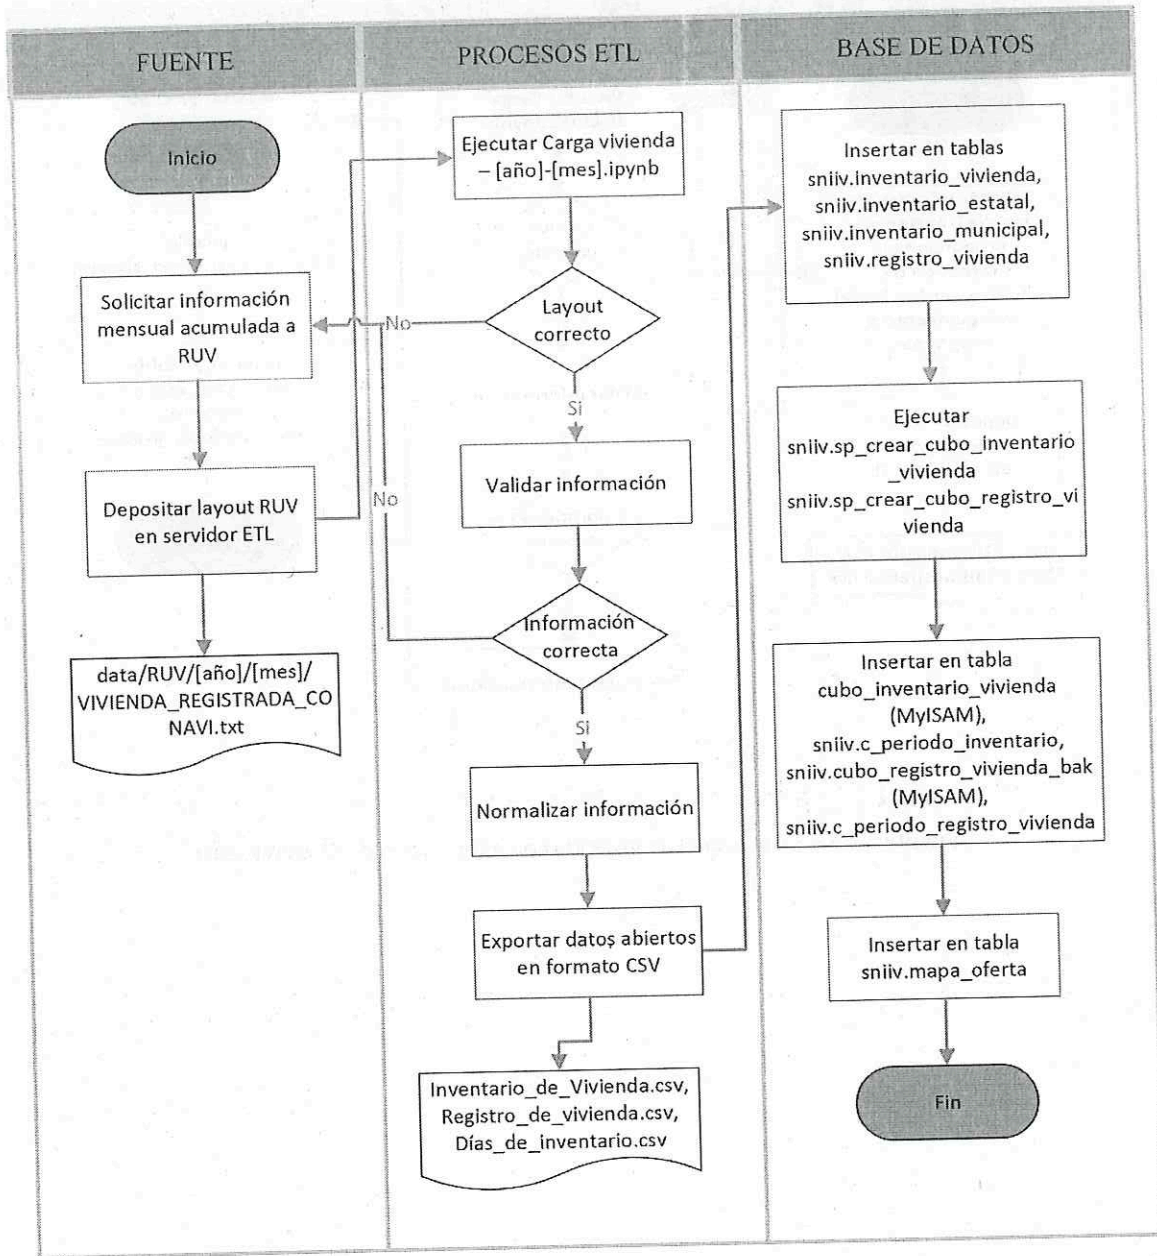 FUENTE
PROCESOS ETL
BASE DE DATOS
Inicio
Solicitar información
mensual acumulada a
RUV
Depositar layout RUV
en servidor ETL
data/RUV/[año]/[mes]/
VIVIENDA_REGISTRADA_CO
NAVI.txt
Ejecutar Carga vivienda
– [año]-[mes].ipynb
Layout
correcto
No
Si
Validar información
No
Información
correcta
Si
Normalizar información
Exportar datos abiertos
en formato CSV
Inventario_de_Vivienda.csv,
Registro_de_vivienda.csv,
Días_de_inventario.csv
Insertar en tablas
sniiv.inventario_vivienda,
sniiv.inventario_estatal,
sniiv.inventario_municipal,
sniiv.registro_vivienda
Ejecutar
sniiv.sp_crear_cubo_inventario
_vivienda
sniiv.sp_crear_cubo_registro_vi
vienda
Insertar en tabla
cubo_inventario_vivienda
(MyISAM),
sniiv.c_periodo_inventario,
sniiv.cubo_registro_vivienda_bak
(MyISAM),
sniiv.c_periodo_registro_vivienda
Insertar en tabla
sniiv.mapa_oferta
Fin